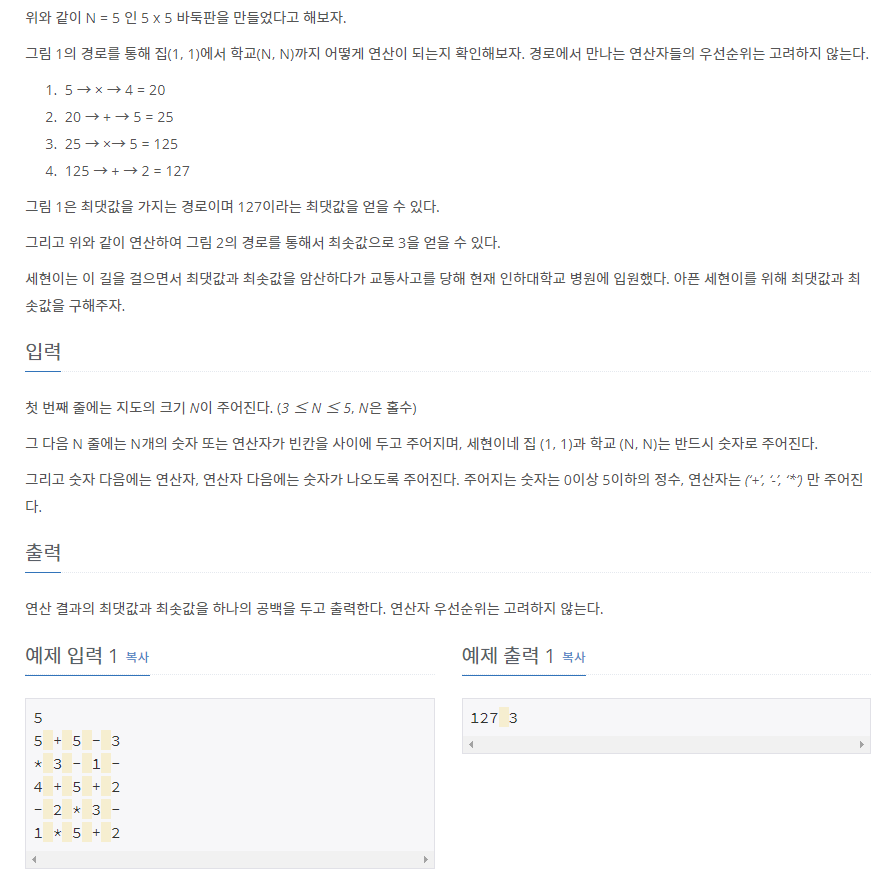 위와 같이 N = 5 인 5 x 5 바둑판을 만들었다고 해보자.
그림 1의 경로를 통해 집(1, 1)에서 학교(N, N)까지 어떻게 연산이 되는지 확인해보자. 경로에서 만나는 연산자들의 우선순위는 고려하지 않는다.
1. 5 → × → 4 = 20
2. 20 → + → 5 = 25
3. 25 → ×→ 5 = 125
4. 125 → + → 2 = 127
그림 1은 최댓값을 가지는 경로이며 127이라는 최댓값을 얻을 수 있다.
그리고 위와 같이 연산하여 그림 2의 경로를 통해서 최솟값으로 3을 얻을 수 있다.
세현이는 이 길을 걸으면서 최댓값과 최솟값을 암산하다가 교통사고를 당해 현재 인하대학교 병원에 입원했다. 아픈 세현이를 위해 최댓값과 최
솟값을 구해주자.
입력
첫 번째 줄에는 지도의 크기 N이 주어진다. (3 ≤ N ≤ 5, N은 홀수)
그 다음 N 줄에는 N개의 숫자 또는 연산자가 빈칸을 사이에 두고 주어지며, 세현이네 집 (1, 1)과 학교 (N, N)는 반드시 숫자로 주어진다.
그리고 숫자 다음에는 연산자, 연산자 다음에는 숫자가 나오도록 주어진다. 주어지는 숫자는 0이상 5이하의 정수, 연산자는 (‘+’, ‘-’, ‘*’) 만 주어진
다.
출력
연산 결과의 최댓값과 최솟값을 하나의 공백을 두고 출력한다. 연산자 우선순위는 고려하지 않는다.
예제 입력 1 복사
5
5 + 5 - 3
* 3 - 1 -
4 + 5 + 2
- 2 * 3 -
1 * 5 + 2
예제 출력 1 복사
127 3